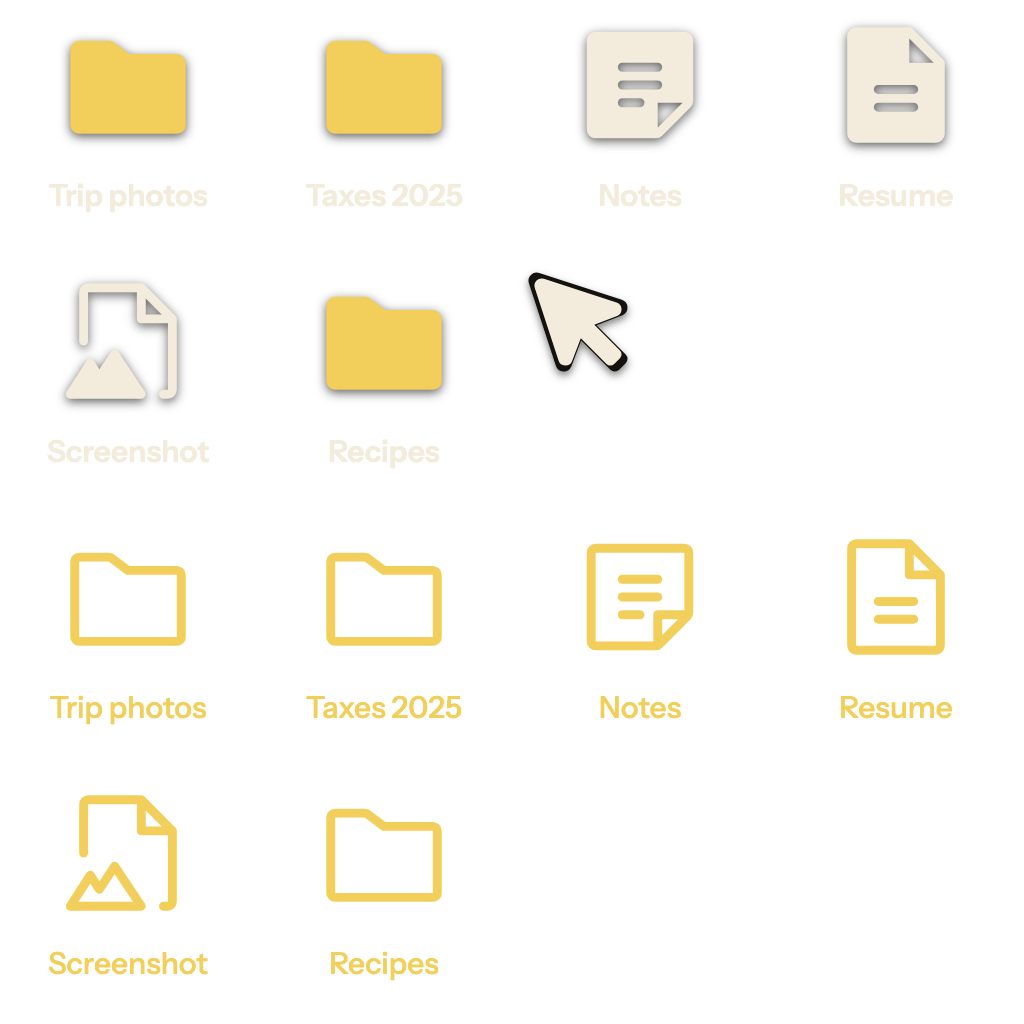 Trip photos
Taxes 2025
Notes
Resume
Screenshot
Recipes
Trip photos
Taxes 2025
Notes
Resume
Screenshot
Recipes